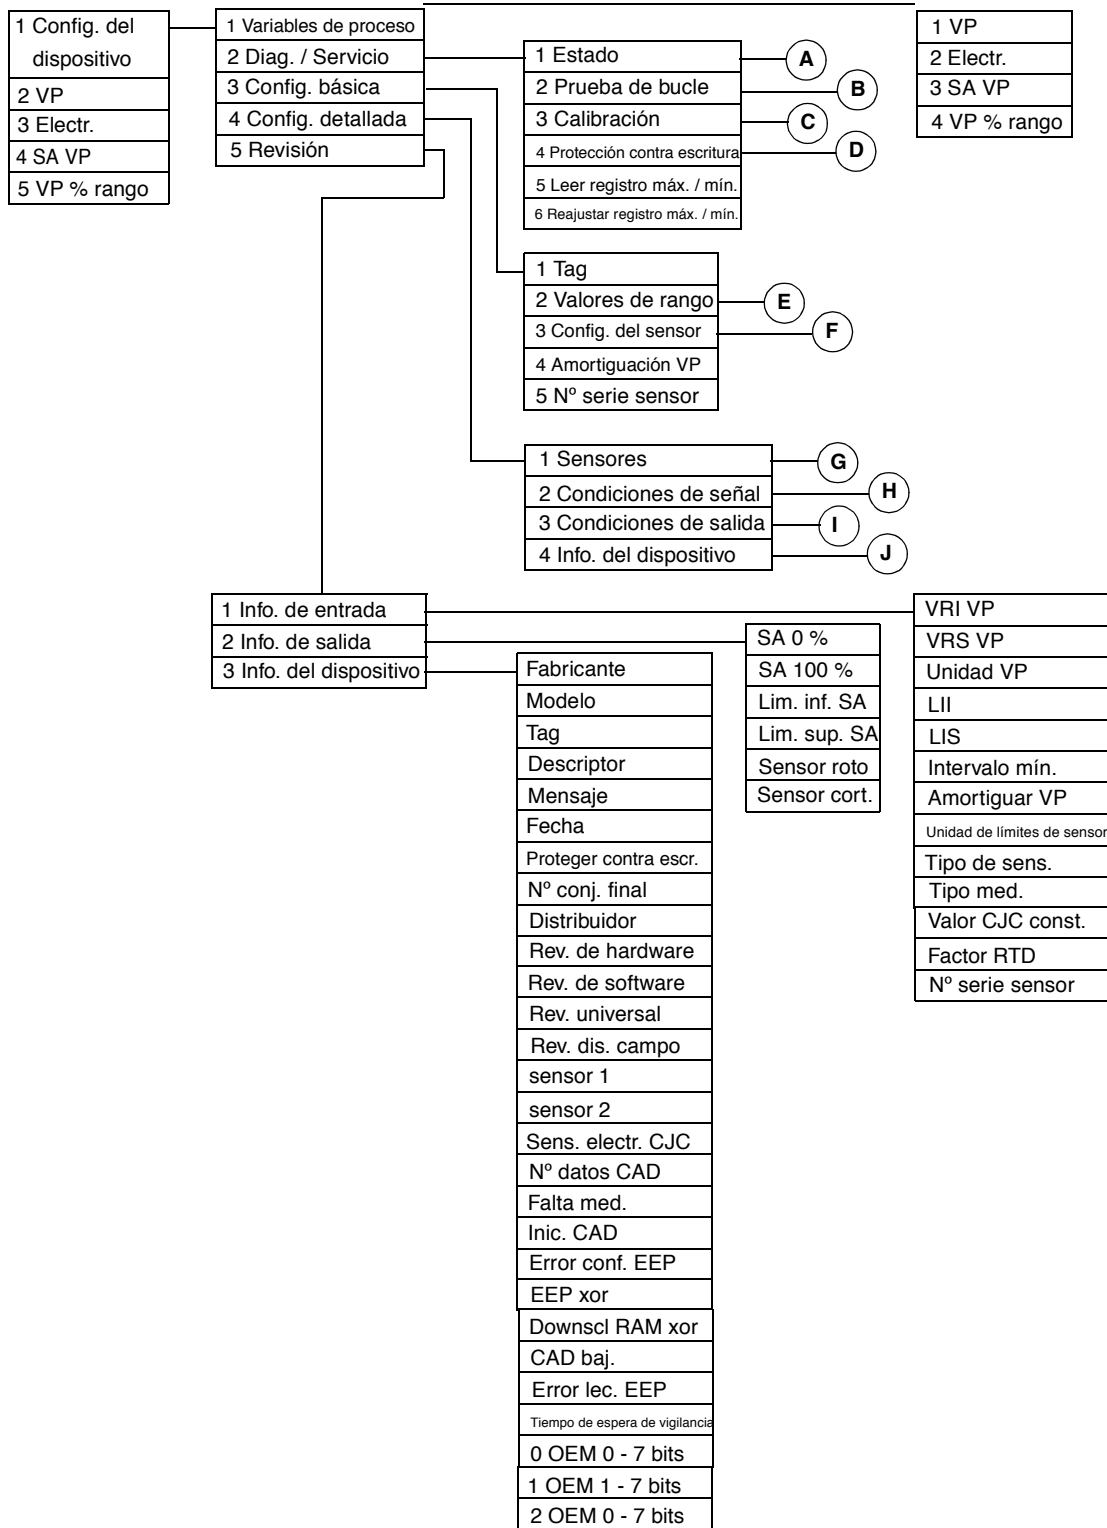 1 Config. del
dispositivo
2 VP
3 Electr.
4 SA VP
5 VP % rango
1 Variables de proceso
2 Diag. / Servicio
3 Config. básica
4 Config. detallada
5 Revisión
1 Estado
2 Prueba de bucle
3 Calibración
4 Protección contra escritura
5 Leer registro máx. / mín.
6 Reajustar registro máx. / mín.
A
B
C
D
1 VP
2 Electr.
3 SA VP
4 VP % rango
1 Tag
2 Valores de rango
3 Config. del sensor
4 Amortiguación VP
5 Nº serie sensor
E
F
1 Sensores
2 Condiciones de señal
3 Condiciones de salida
4 Info. del dispositivo
G
H
I
J
1 Info. de entrada
2 Info. de salida
3 Info. del dispositivo
Fabricante
Modelo
Tag
Descriptor
Mensaje
Fecha
Proteger contra escr.
Nº conj. final
Distribuidor
Rev. de hardware
Rev. de software
Rev. universal
Rev. dis. campo
sensor 1
sensor 2
Sens. electr. CJC
Nº datos CAD
Falta med.
Inic. CAD
Error conf. EEP
EEP xor
Downscl RAM xor
CAD baj.
Error lec. EEP
Tiempo de espera de vigilancia
0 OEM 0 - 7 bits
1 OEM 1 - 7 bits
2 OEM 0 - 7 bits
SA 0 %
SA 100 %
Lim. inf. SA
Lim. sup. SA
Sensor roto
Sensor cort.
VRI VP
VRS VP
Unidad VP
LII
LIS
Intervalo mín.
Amortiguar VP
Unidad de límites de sensor
Tipo de sens.
Tipo med.
Valor CJC const.
Factor RTD
Nº serie sensor